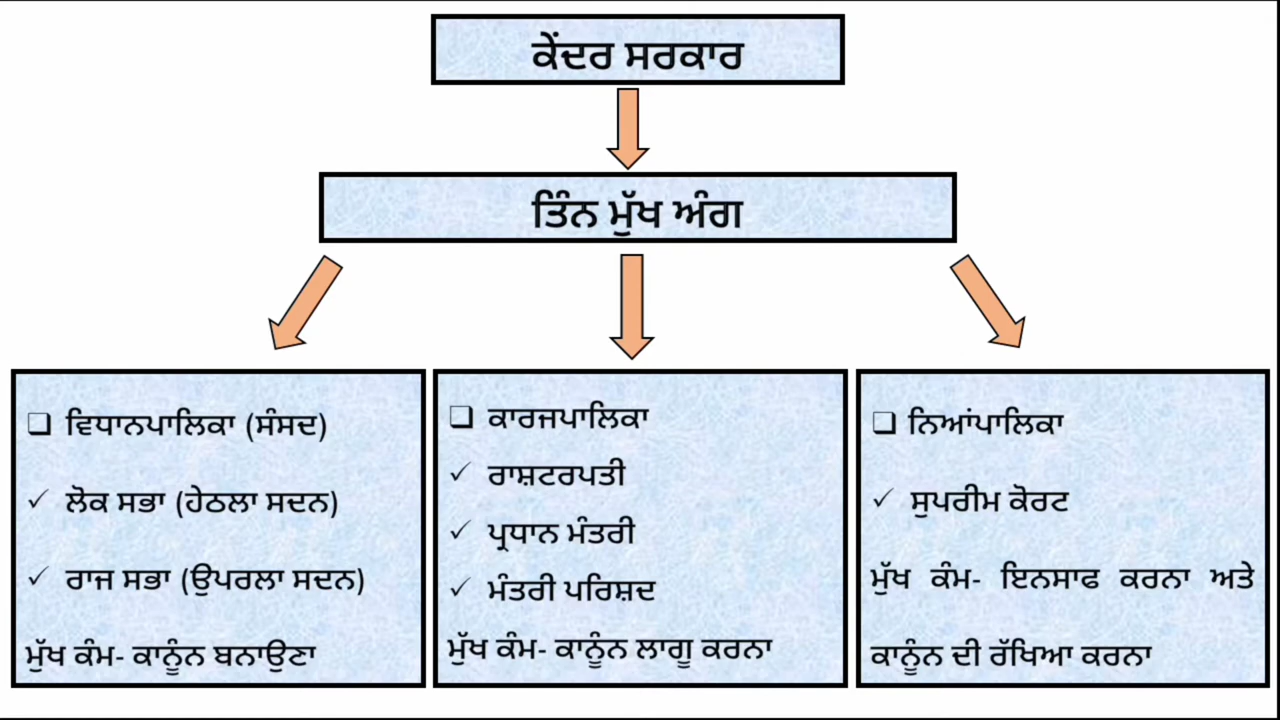 ਕੇਂਦਰ ਸਰਕਾਰ
ਤਿੰਨ ਮੁੱਖ ਅੰਗ
❑ ਵਿਧਾਨਪਾਲਿਕਾ (ਸੰਸਦ)
✓ ਲੋਕ ਸਭਾ (ਹੇਠਲਾ ਸਦਨ)
✓ ਰਾਜ ਸਭਾ (ਉਪਰਲਾ ਸਦਨ)
ਮੁੱਖ ਕੰਮ- ਕਾਨੂੰਨ ਬਨਾਉਣਾ
❑ ਕਾਰਜਪਾਲਿਕਾ
✓ ਰਾਸ਼ਟਰਪਤੀ
✓ ਪ੍ਰਧਾਨ ਮੰਤਰੀ
✓ ਮੰਤਰੀ ਪਰਿਸ਼ਦ
ਮੁੱਖ ਕੰਮ- ਕਾਨੂੰਨ ਲਾਗੂ ਕਰਨਾ
❑ ਨਿਆਂਪਾਲਿਕਾ
✓ ਸੁਪਰੀਮ ਕੋਰਟ
ਮੁੱਖ ਕੰਮ- ਇਨਸਾਫ ਕਰਨਾ ਅਤੇ
ਕਾਨੂੰਨ ਦੀ ਰੱਖਿਆ ਕਰਨਾ